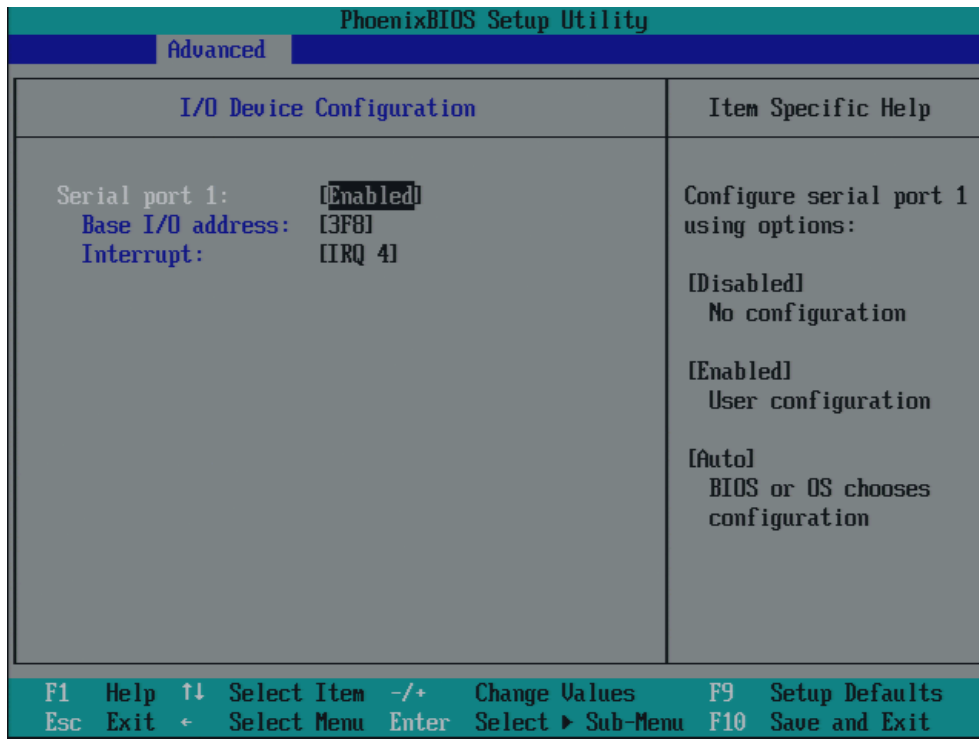 PhoenixBIOS Setup Utility
Advanced
I/O Device Configuration
Item Specific Help
Serial port 1: [Enabled]
Base I/O address: [3F8]
Interrupt: [IRQ 4]
Configure serial port 1
using options:
[Disabled]
No configuration
[Enabled]
User configuration
[Auto]
BIOS or OS chooses
configuration
F1 Help ↑↓ Select Item -/+ Change Values F9 Setup Defaults
Esc Exit ← Select Menu Enter Select ▶ Sub-Menu F10 Save and Exit